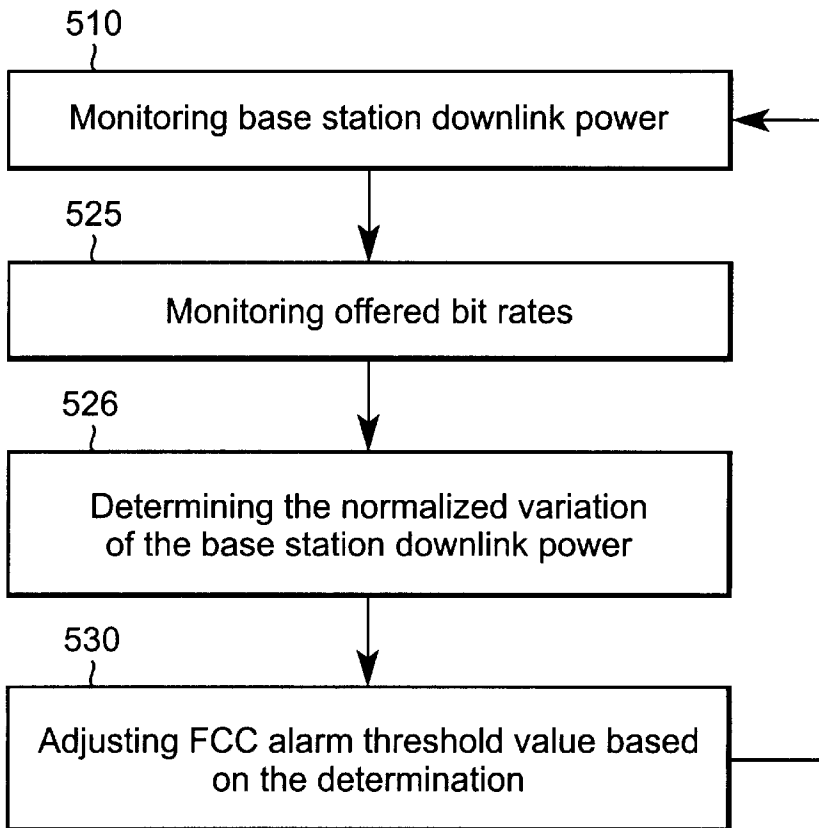 510
Monitoring base station downlink power
525
Monitoring offered bit rates
526
Determining the normalized variation
of the base station downlink power
530
Adjusting FCC alarm threshold value based
on the determination